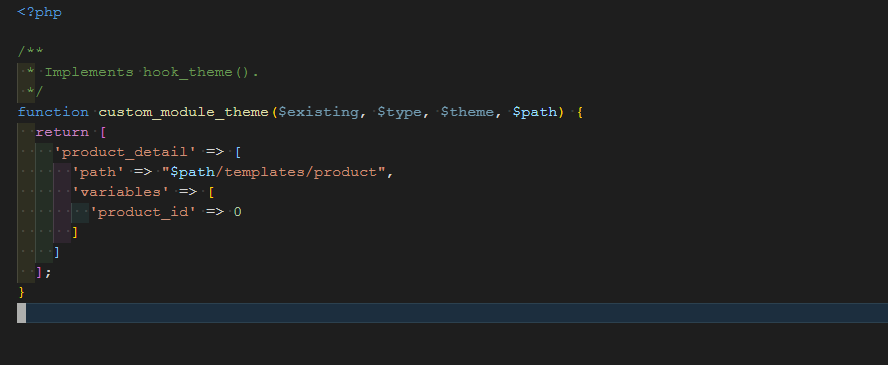 <?php
/**
 * Implements hook_theme().
 */
function custom_module_theme($existing, $type, $theme, $path) {
  return [
    'product_detail' => [
      'path' => "$path/templates/product",
      'variables' => [
        'product_id' => 0
      ]
    ]
  ];
}